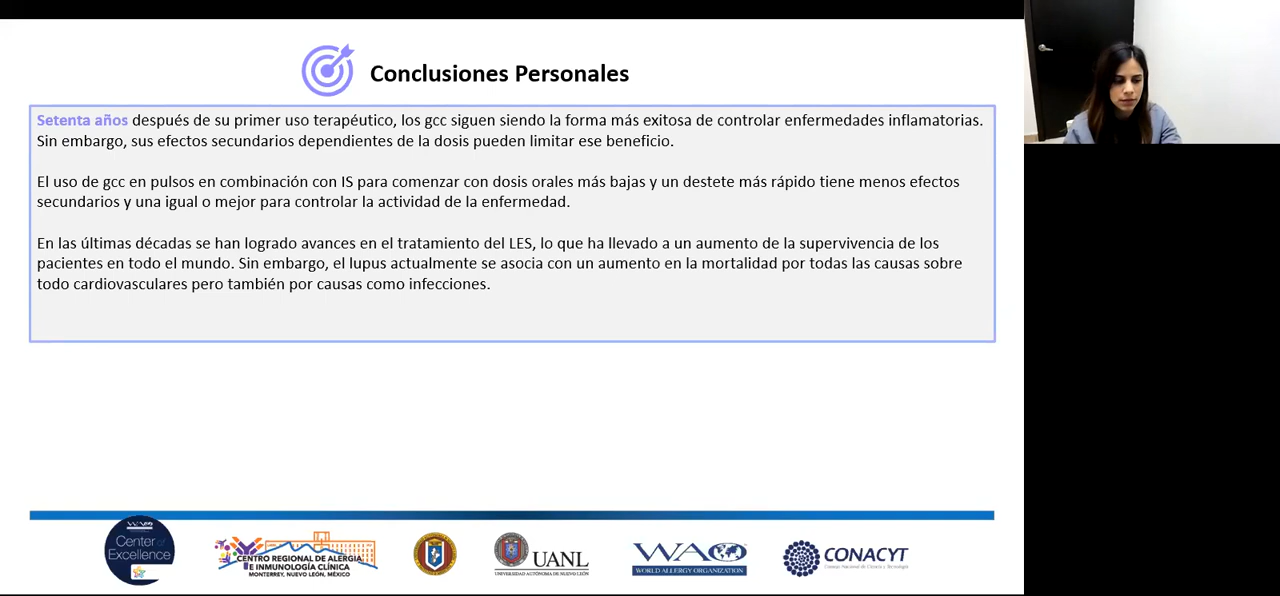 Conclusiones Personales
Setenta años después de su primer uso terapéutico, los gcc siguen siendo la forma más exitosa de controlar enfermedades inflamatorias.
Sin embargo, sus efectos secundarios dependientes de la dosis pueden limitar ese beneficio.
El uso de gcc en pulsos en combinación con IS para comenzar con dosis orales más bajas y un destete más rápido tiene menos efectos
secundarios y una igual o mejor para controlar la actividad de la enfermedad.
En las últimas décadas se han logrado avances en el tratamiento del LES, lo que ha llevado a un aumento de la supervivencia de los
pacientes en todo el mundo. Sin embargo, el lupus actualmente se asocia con un aumento en la mortalidad por todas las causas sobre
todo cardiovasculares pero también por causas como infecciones.
WAO
Center of
Excellence
CENTRO REGIONAL DE ALERGIA
E INMUNOLOGÍA CLÍNICA
MONTERREY, NUEVO LEÓN, MÉXICO
UANL
UNIVERSIDAD AUTÓNOMA DE NUEVO LEÓN
WAO
WORLD ALLERGY ORGANIZATION
CONACYT
Consejo Nacional de Ciencia y Tecnología